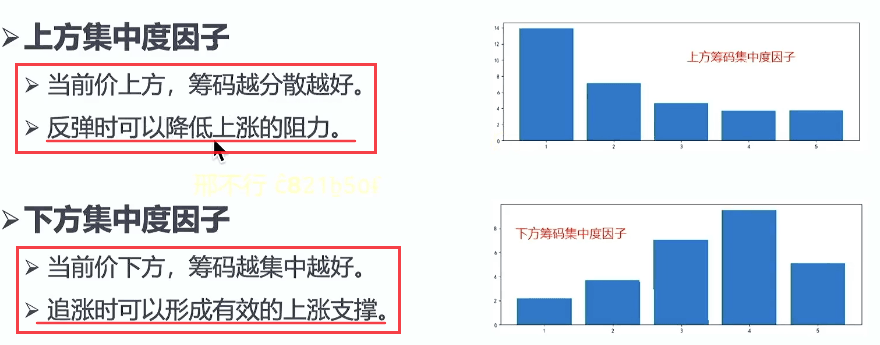 上方集中度因子
当前价上方，筹码越分散越好。
反弹时可以降低上涨的阻力。
上方筹码集中度因子
14
12
10
8
6
4
2
0
1 2 3 4 5
邢不行
下方集中度因子
当前价下方，筹码越集中越好。
追涨时可以形成有效的上涨支撑。
下方筹码集中度因子
8
6
4
2
0
1 2 3 4 5